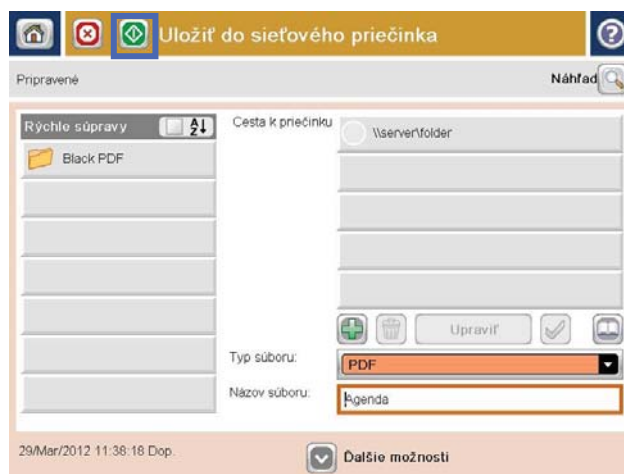 Uložiť do sieťového priečinka
Pripravené
Náhľad
Rýchle súpravy
Cesta k priečinku
\\server\folder
Black PDF
Upraviť
Typ súboru:
PDF
Názov súboru:
Agenda
29/Mar/2012 11:38:18 Dop.
Ďalšie možnosti